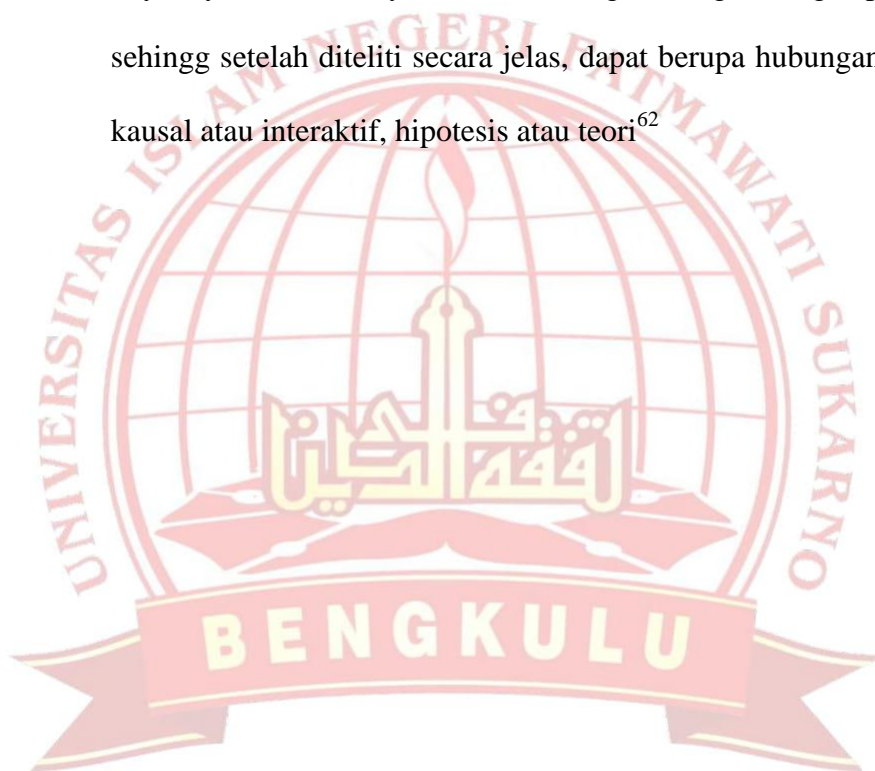 sehingg setelah diteliti secara jelas, dapat berupa hubungan
kausal atau interaktif, hipotesis atau teori⁶²
UNIVERSITAS ISLAM NEGERI FATMAWATI SUKARNO
BENGKULU